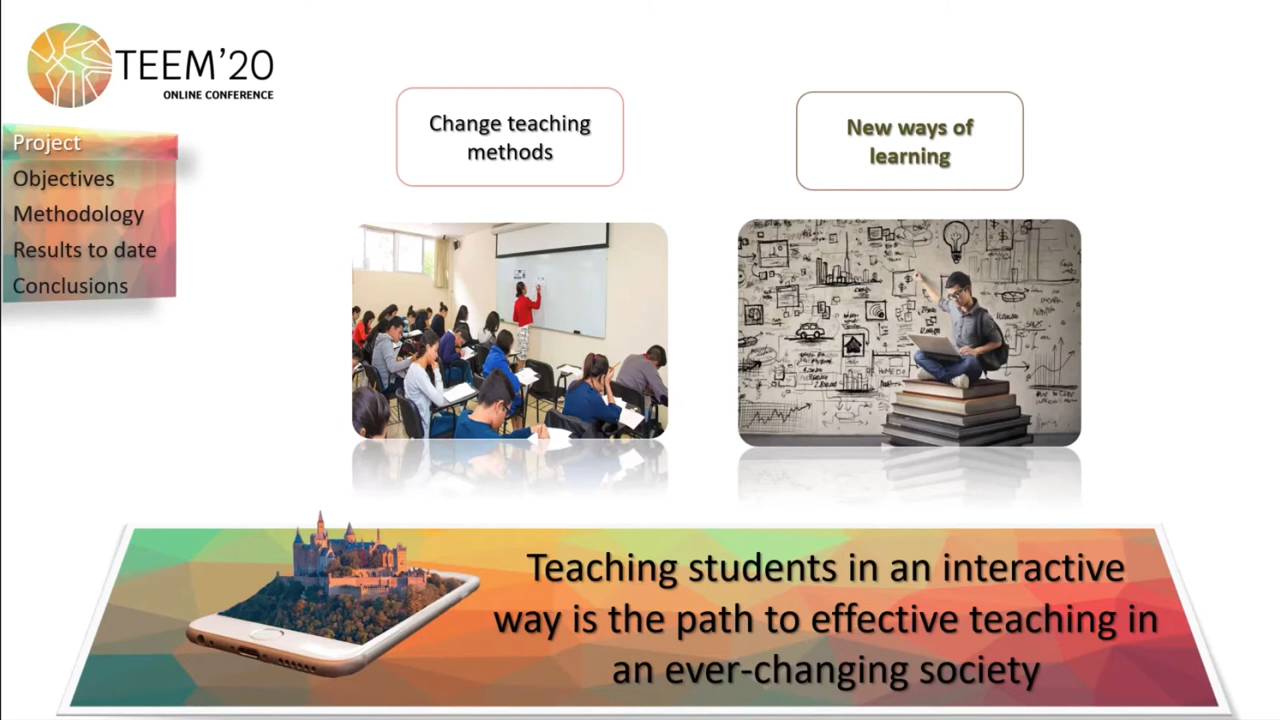 TEEM'20
ONLINE CONFERENCE
Project
Objectives
Methodology
Results to date
Conclusions
Change teaching
methods
New ways of
learning
Teaching students in an interactive
way is the path to effective teaching in
an ever-changing society